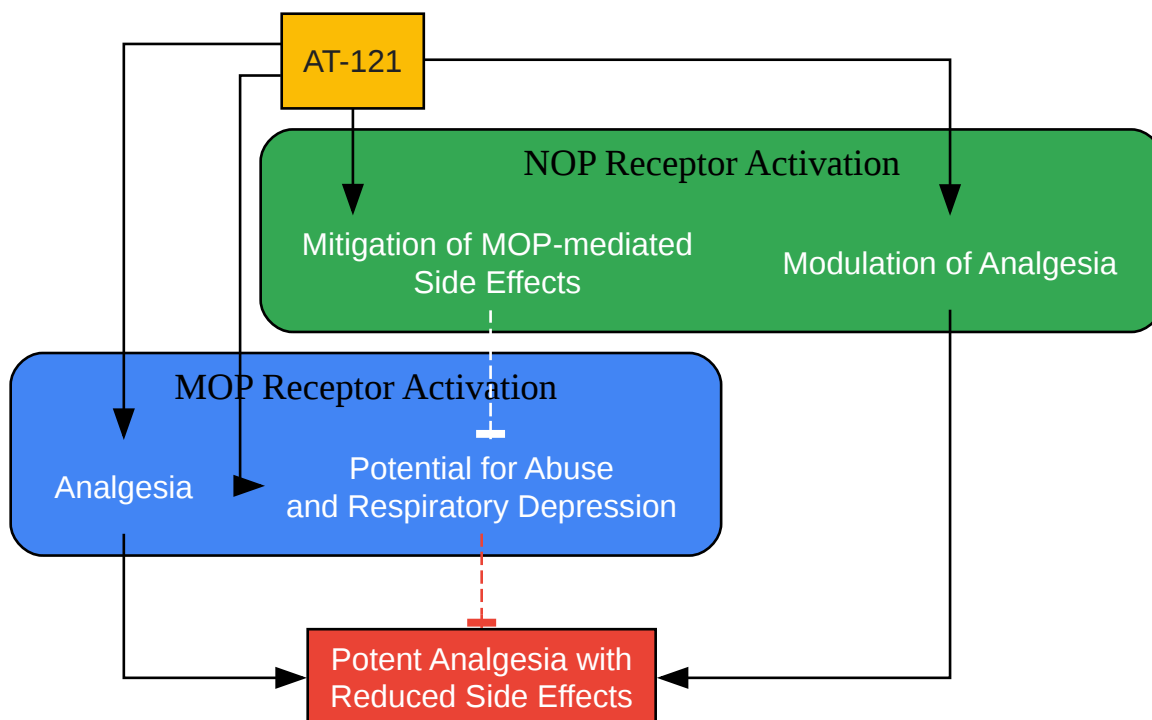 AT-121
NOP Receptor Activation
Mitigation of MOP-mediated
Side Effects
Modulation of Analgesia
MOP Receptor Activation
Analgesia
Potential for Abuse
and Respiratory Depression
Potent Analgesia with
Reduced Side Effects